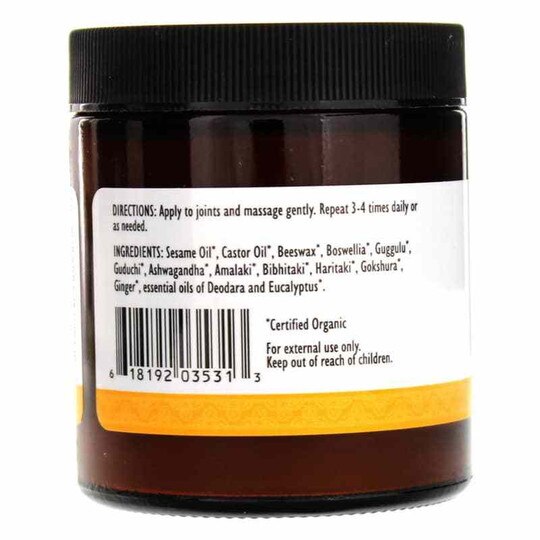 DIRECTIONS: Apply to joints and massage gently. Repeat 3-4 times daily or
as needed.
INGREDIENTS: Sesame Oil*, Castor Oil*, Beeswax*, Boswellia*, Guggulu*,
Guduchi*, Ashwagandha*, Amalaki*, Bibhitaki*, Haritaki*, Gokshura*,
Ginger*, essential oils of Deodara and Eucalyptus*.
*Certified Organic
For external use only.
Keep out of reach of children.
6 18192 03531 3